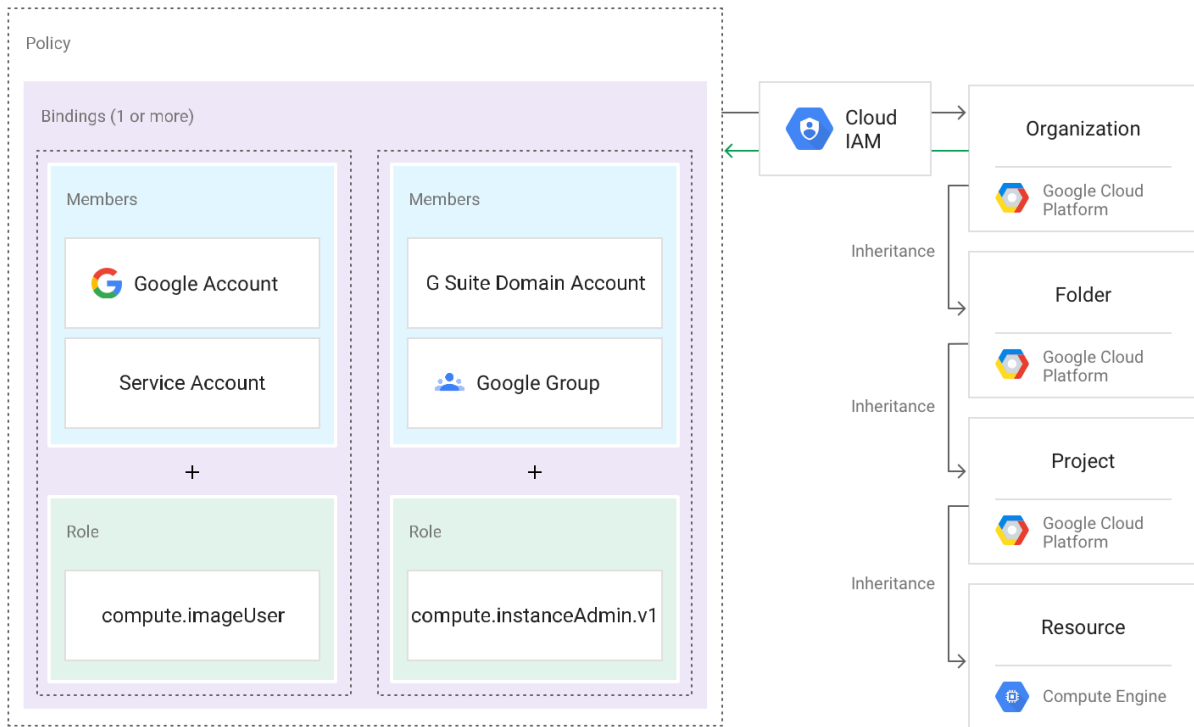 Policy
Bindings (1 or more)
Members
Google Account
Service Account
+
Role
compute.imageUser
Members
G Suite Domain Account
Google Group
+
Role
compute.instanceAdmin.v1
Cloud
IAM
Organization
Google Cloud
Platform
Inheritance
Folder
Google Cloud
Platform
Inheritance
Project
Google Cloud
Platform
Inheritance
Resource
Compute Engine